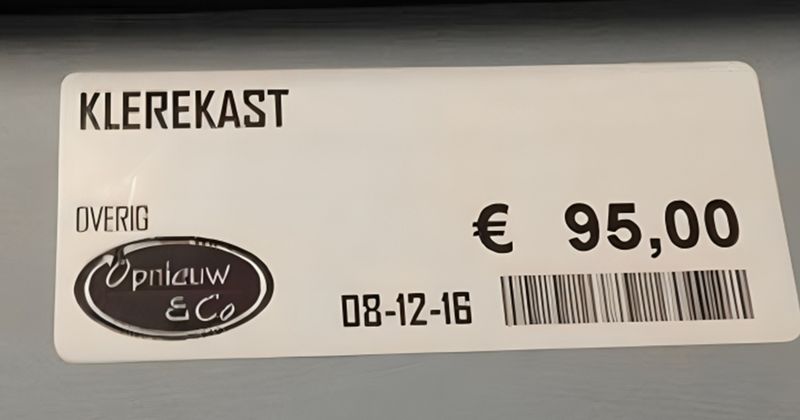 KLEREKAST
OVERIG
€ 95,00
Opnieuw
& Co
08-12-16